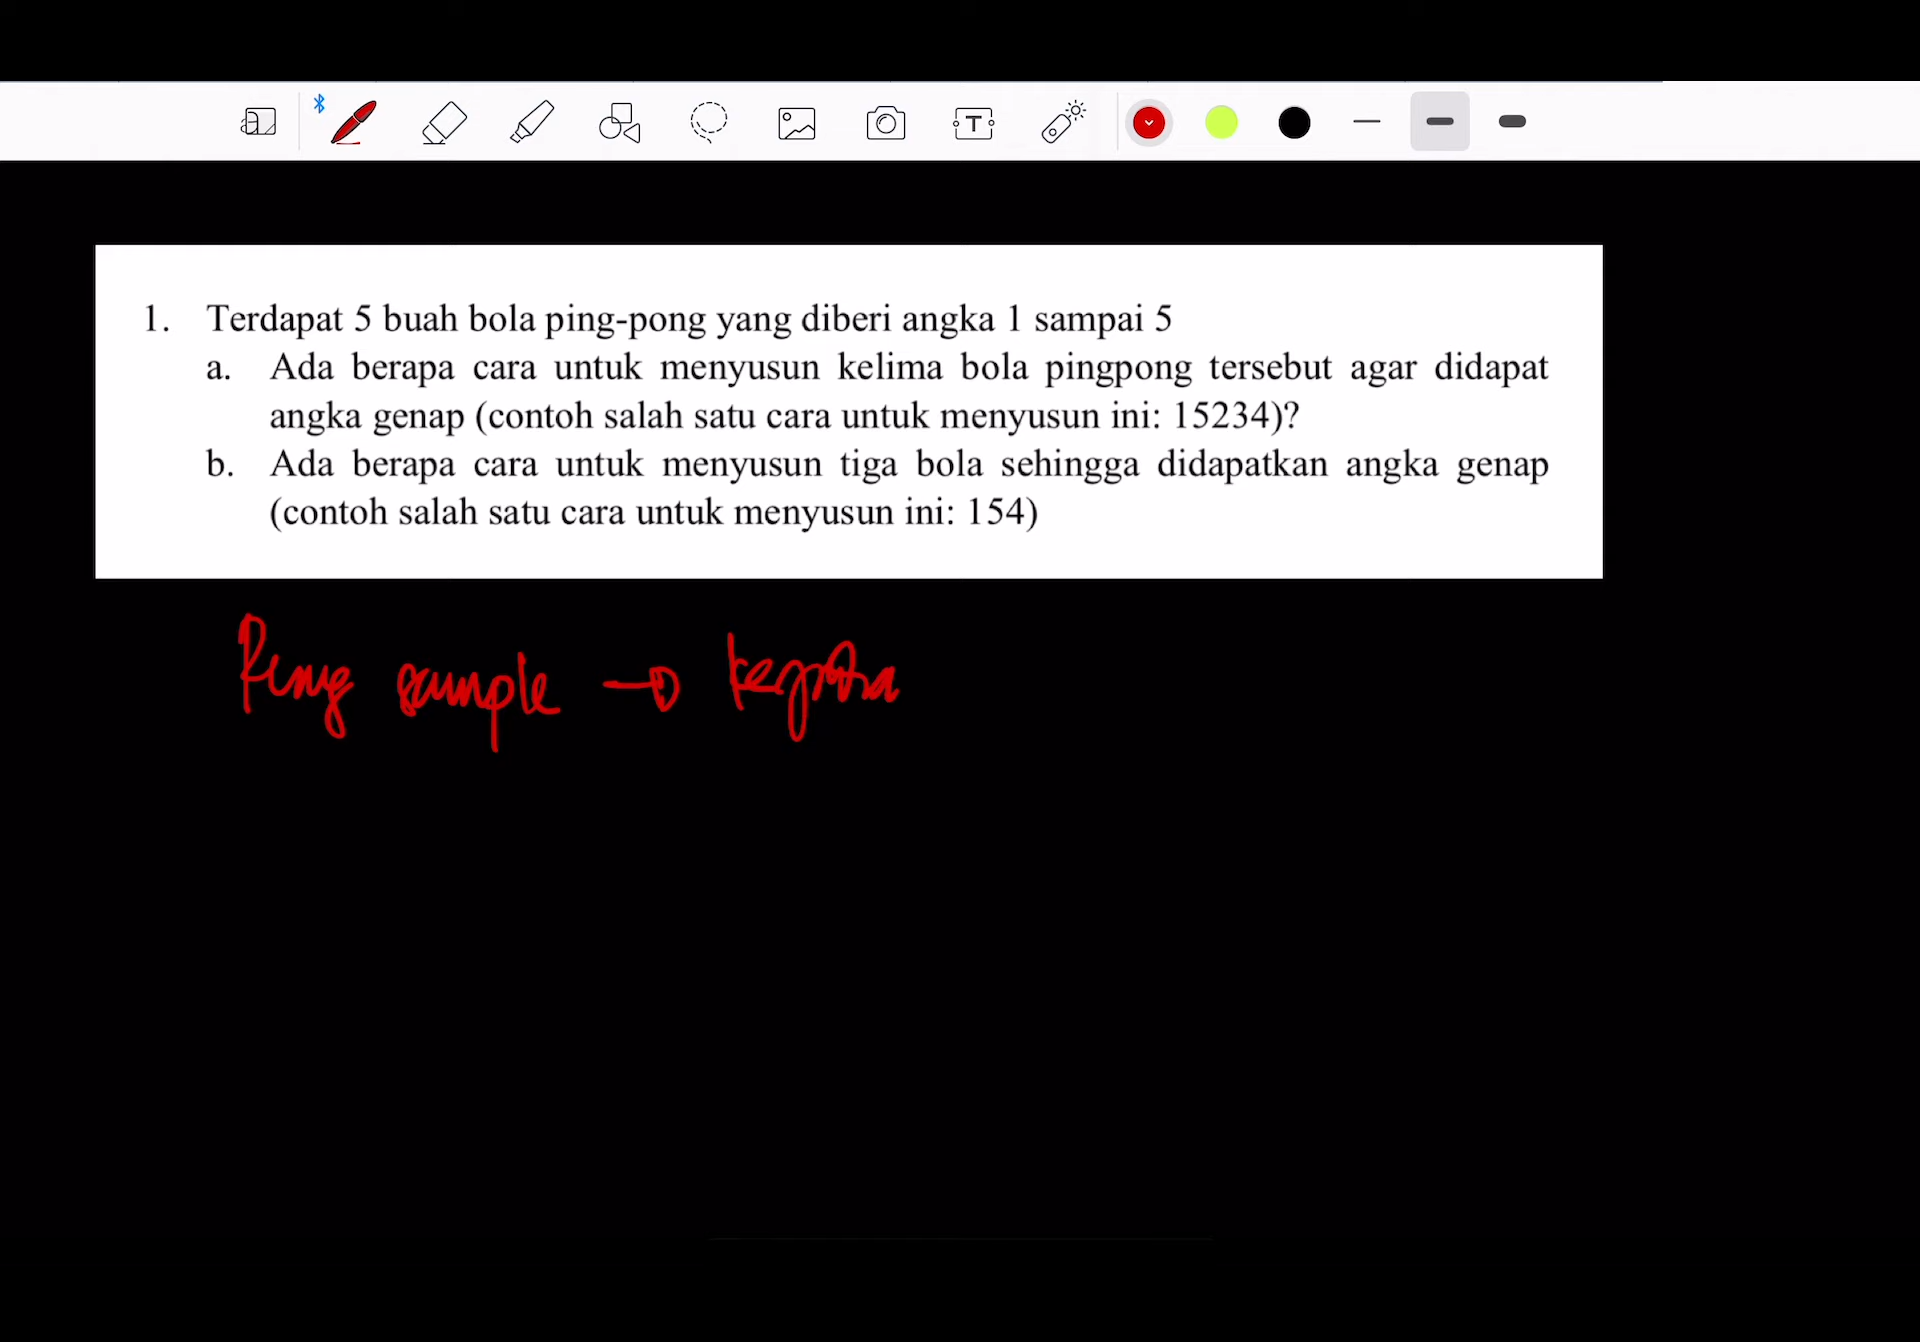 1. Terdapat 5 buah bola ping-pong yang diberi angka 1 sampai 5
a. Ada berapa cara untuk menyusun kelima bola pingpong tersebut agar didapat
angka genap (contoh salah satu cara untuk menyusun ini: 15234)?
b. Ada berapa cara untuk menyusun tiga bola sehingga didapatkan angka genap
(contoh salah satu cara untuk menyusun ini: 154)
sample →